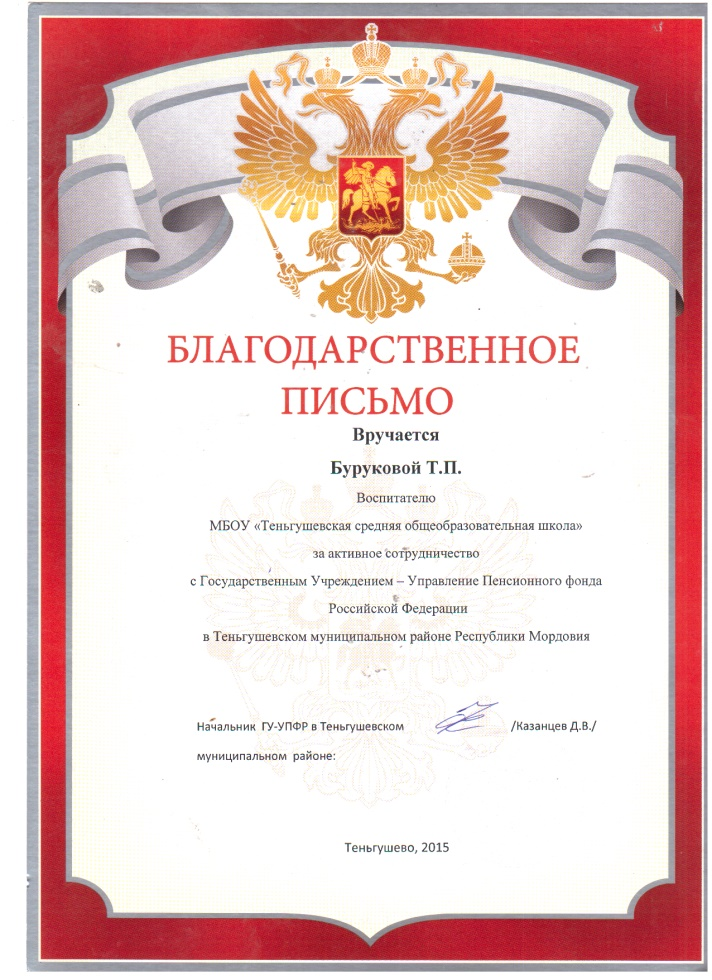 БЛАГОДАРСТВЕННОЕ
ПИСЬМО
Вручается
Буруковой Т.П.
Воспитателю
МБОУ «Теньгушевская средняя общеобразовательная школа»
за активное сотрудничество
с Государственным Учреждением – Управление Пенсионного фонда
Российской Федерации
в Теньгушевском муниципальном районе Республики Мордовия
Начальник ГУ-УПФР в Теньгушевском /Казанцев Д.В./
муниципальном районе:
Теньгушево, 2015